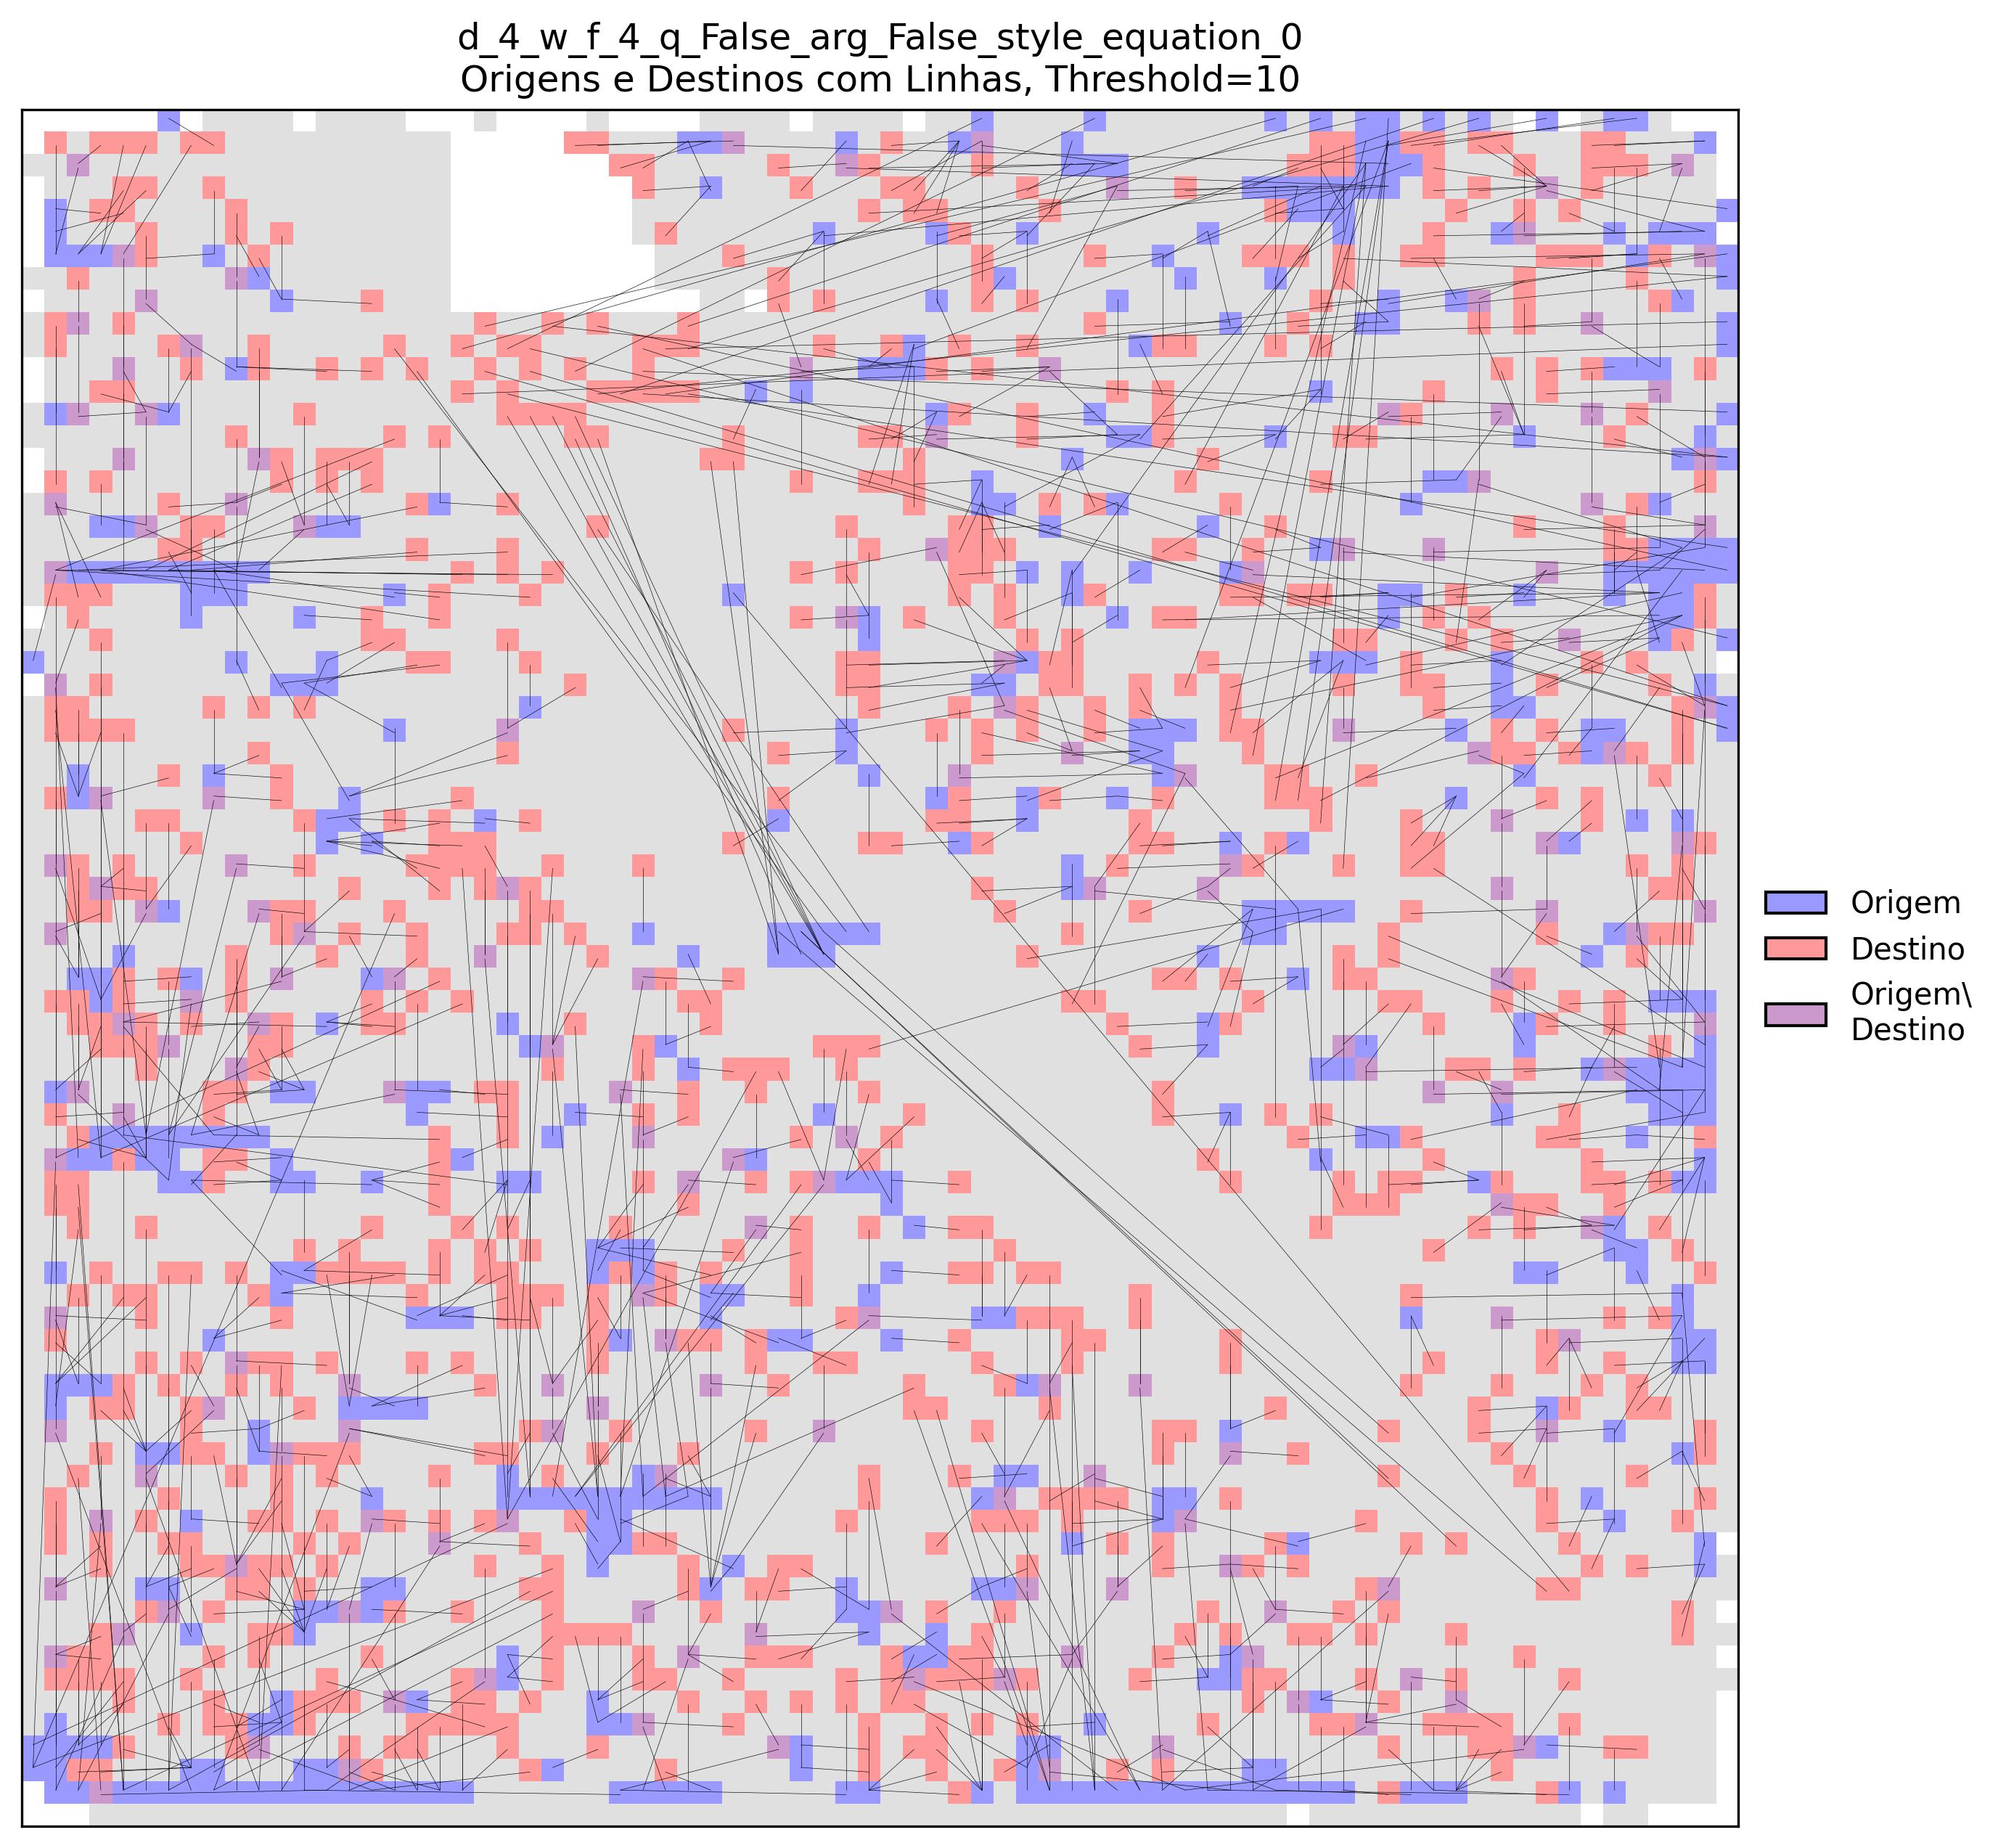 d_4_w_f_4_q_False_arg_False_style_equation_0
Origens e Destinos com Linhas, Threshold=10
Origem
Destino
Origem\
Destino